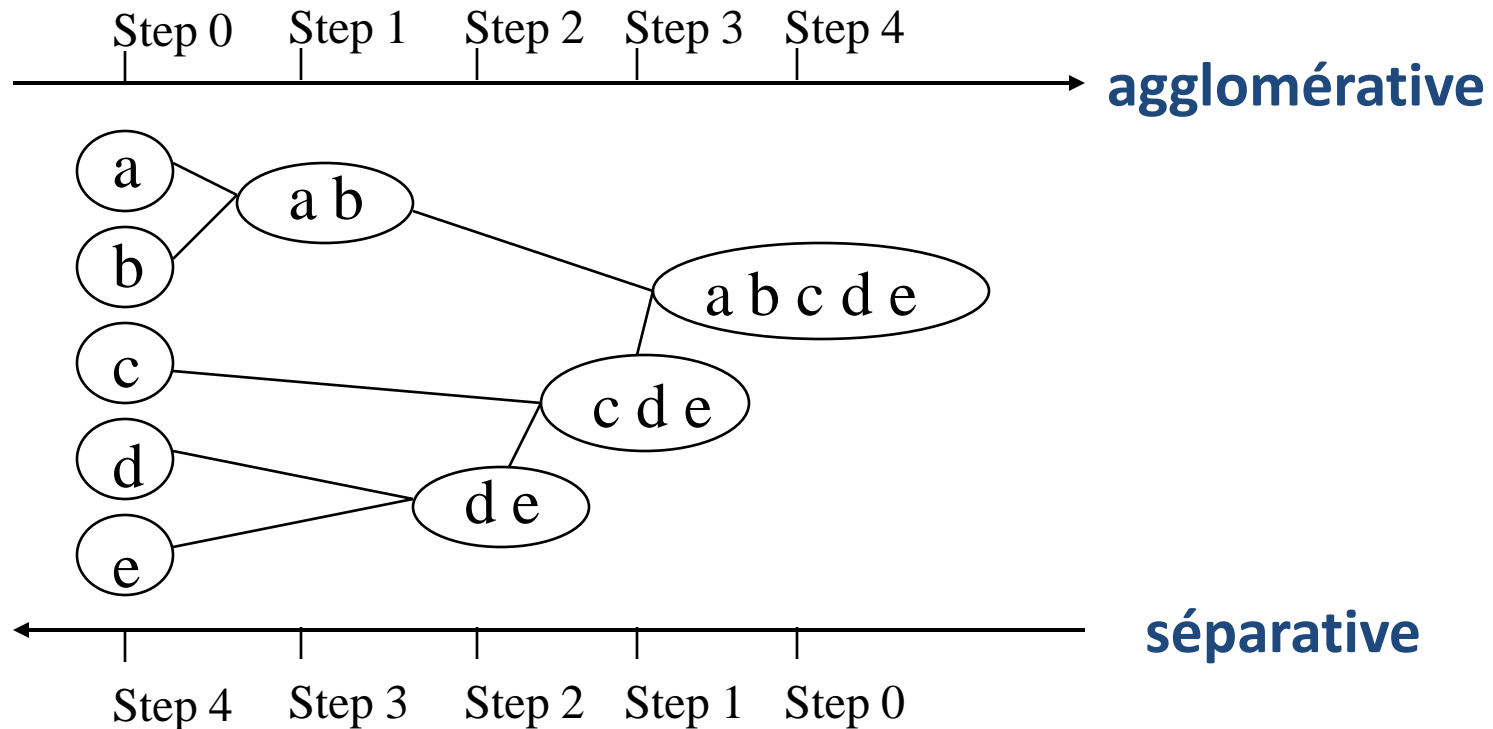 Step 0 Step 1 Step 2 Step 3 Step 4
agglomérative
a
a b
b
a b c d e
c
c d e
d
d e
e
séparative
Step 4 Step 3 Step 2 Step 1 Step 0